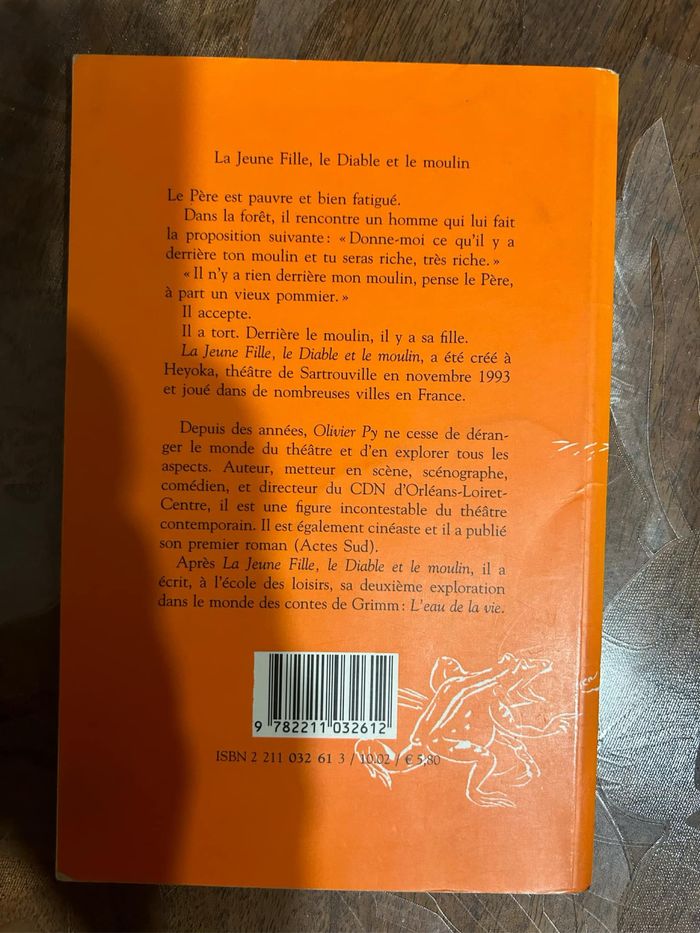 La Jeune Fille, le Diable et le moulin
Le Père est pauvre et bien fatigué.
Dans la forêt, il rencontre un homme qui lui fait
la proposition suivante : « Donne-moi ce qu'il y a
derrière ton moulin et tu seras riche, très riche. »
« Il n'y a rien derrière mon moulin, pense le Père,
à part un vieux pommier. »
Il accepte.
Il a tort. Derrière le moulin, il y a sa fille.
La Jeune Fille, le Diable et le moulin, a été créé à
Heyoka, théâtre de Sartrouville en novembre 1993
et joué dans de nombreuses villes en France.
Depuis des années, Olivier Py ne cesse de déran-
ger le monde du théâtre et d'en explorer tous les
aspects. Auteur, metteur en scène, scénographe,
comédien, et directeur du CDN d'Orléans-Loiret-
Centre, il est une figure incontestable du théâtre
contemporain. Il est également cinéaste et il a publié
son premier roman (Actes Sud).
Après La Jeune Fille, le Diable et le moulin, il a
écrit, à l'école des loisirs, sa deuxième exploration
dans le monde des contes de Grimm : L'eau de la vie.
9 782211 032612
ISBN 2 211 032 61 3 / 10.02 / € 5,80